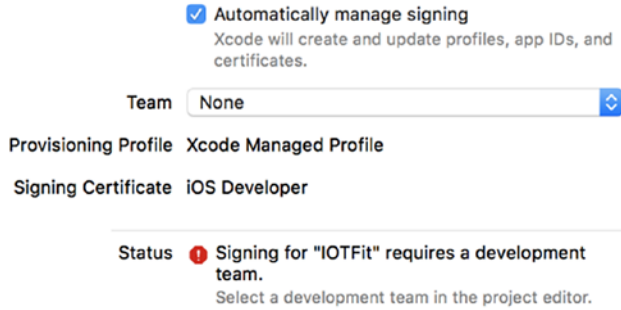 Automatically manage signing
Xcode will create and update profiles, app IDs, and
certificates.
Team None
Provisioning Profile Xcode Managed Profile
Signing Certificate iOS Developer
Status Signing for "IOTFit" requires a development
team.
Select a development team in the project editor.